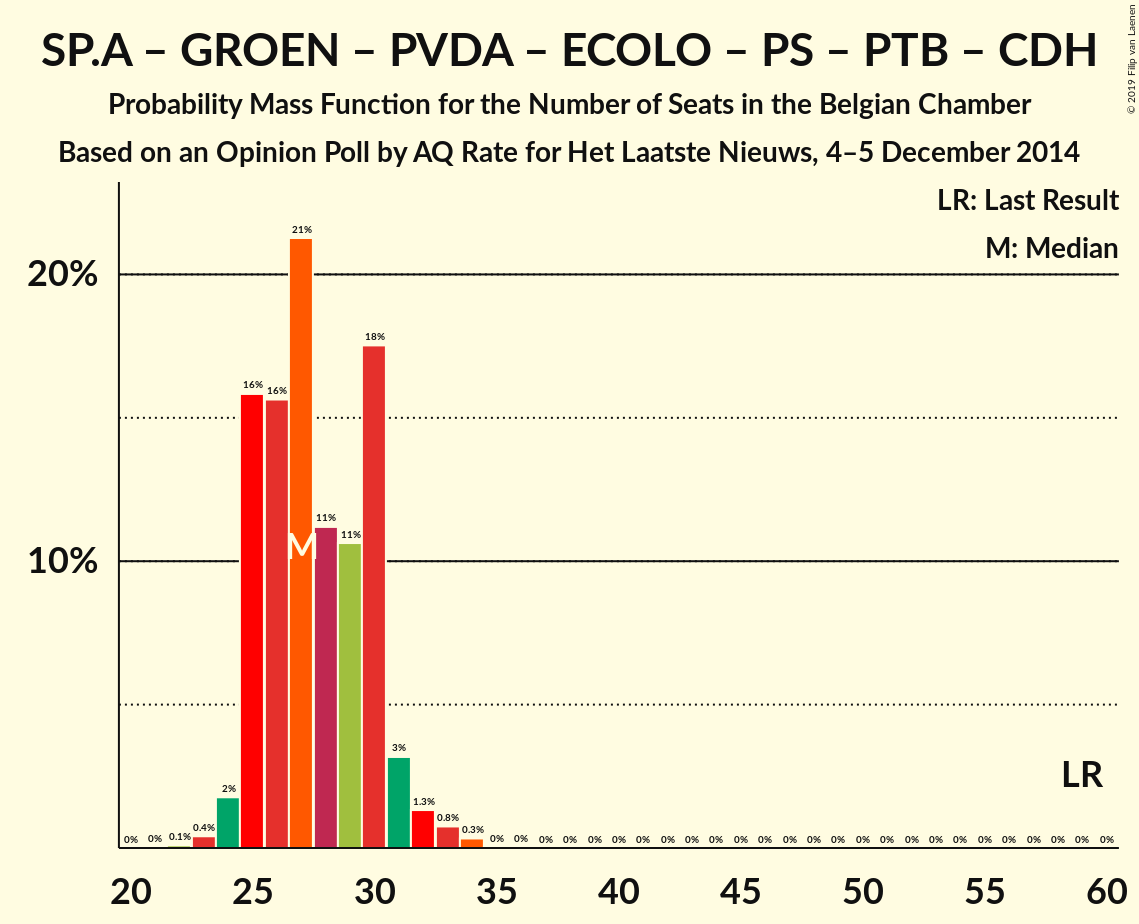 SP.A – GROEN – PVDA – ECOLO – PS – PTB – CDH
Probability Mass Function for the Number of Seats in the Belgian Chamber
Based on an Opinion Poll by AQ Rate for Het Laatste Nieuws, 4–5 December 2014
© 2019 Filip van Laenen
LR: Last Result
M: Median
20%
10%
0% 0% 0.1% 0.4% 2% 16% 16% 21% 11% 11% 18% 3% 1.3% 0.8% 0.3% 0% 0% 0% 0% 0% 0% 0% 0% 0% 0% 0% 0% 0% 0% 0% 0% 0% 0% 0% 0% 0% 0% 0% 0% 0% 0%
M
LR
20 25 30 35 40 45 50 55 60